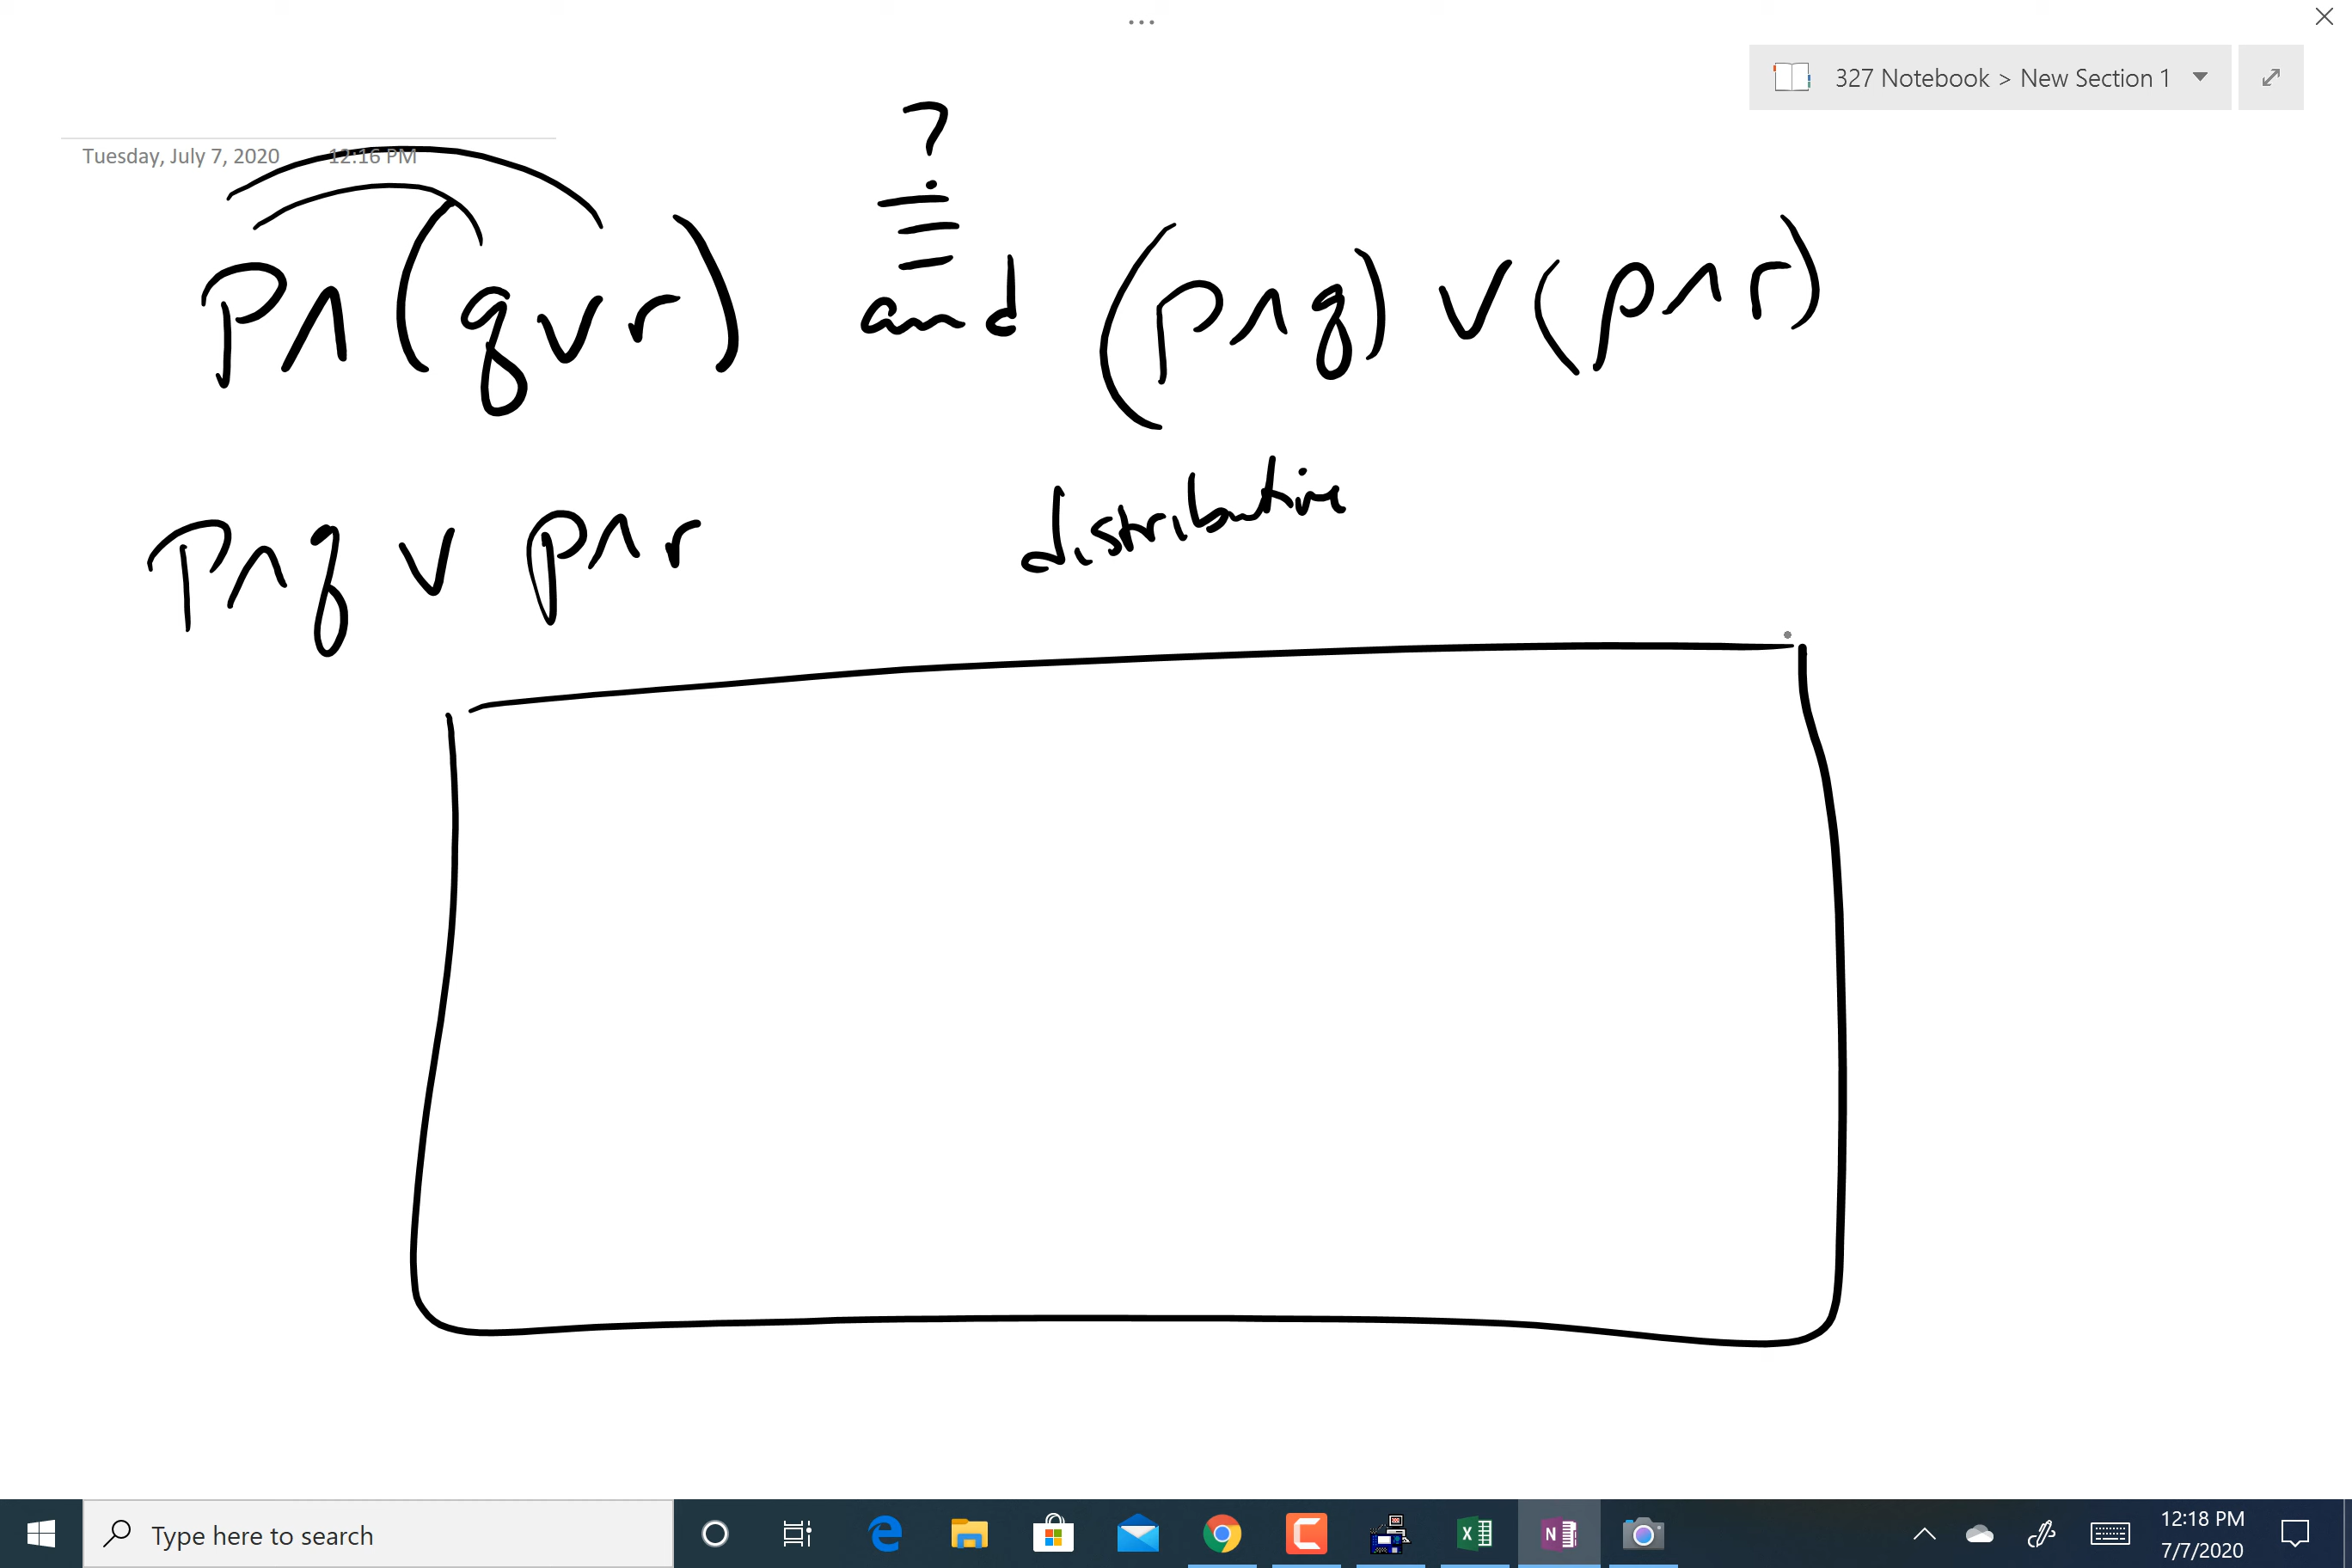 327 Notebook > New Section 1
Tuesday, July 7, 2020 12:16 PM
?
≡
p∧(q∨r) and (p∧q)∨(p∧r)
distributive
p∧q ∨ p∧r
Type here to search
12:18 PM
7/7/2020